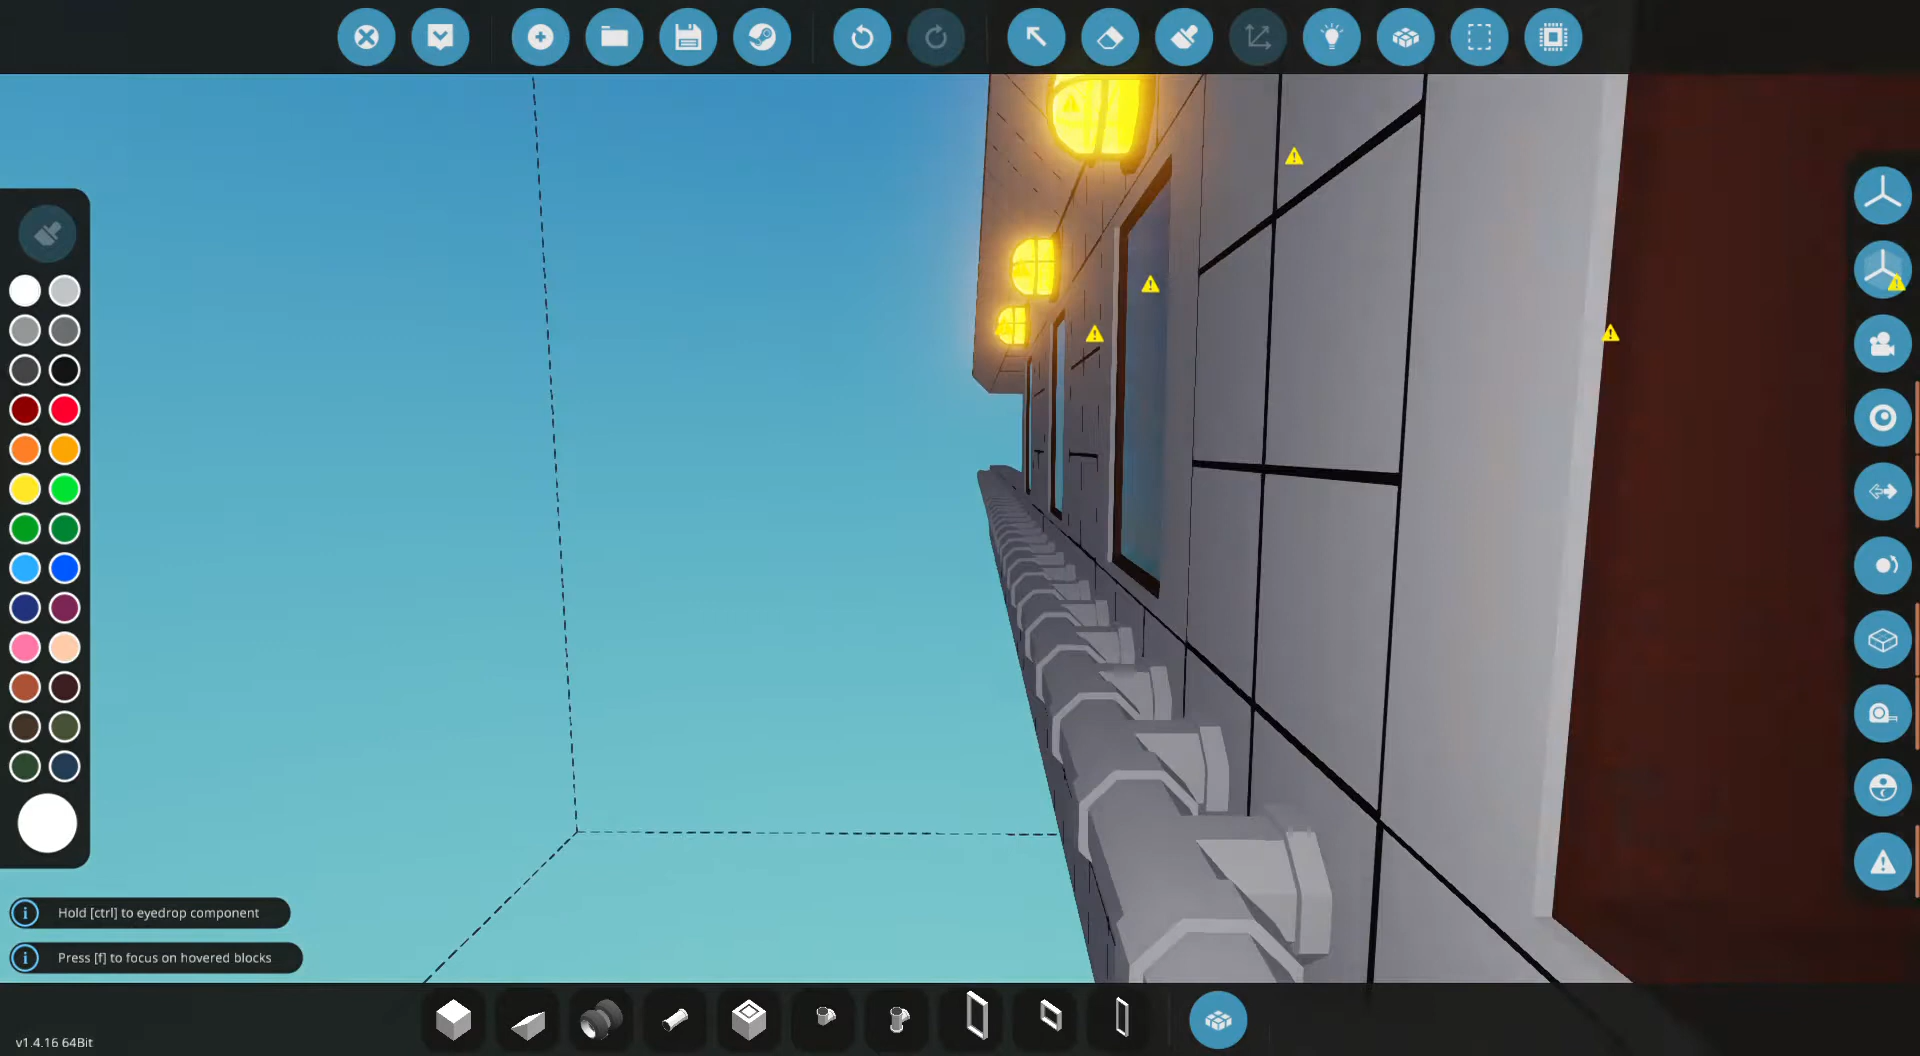 Hold [ctrl] to eyedrop component
Press [f] to focus on hovered blocks
v1.4.16 64Bit